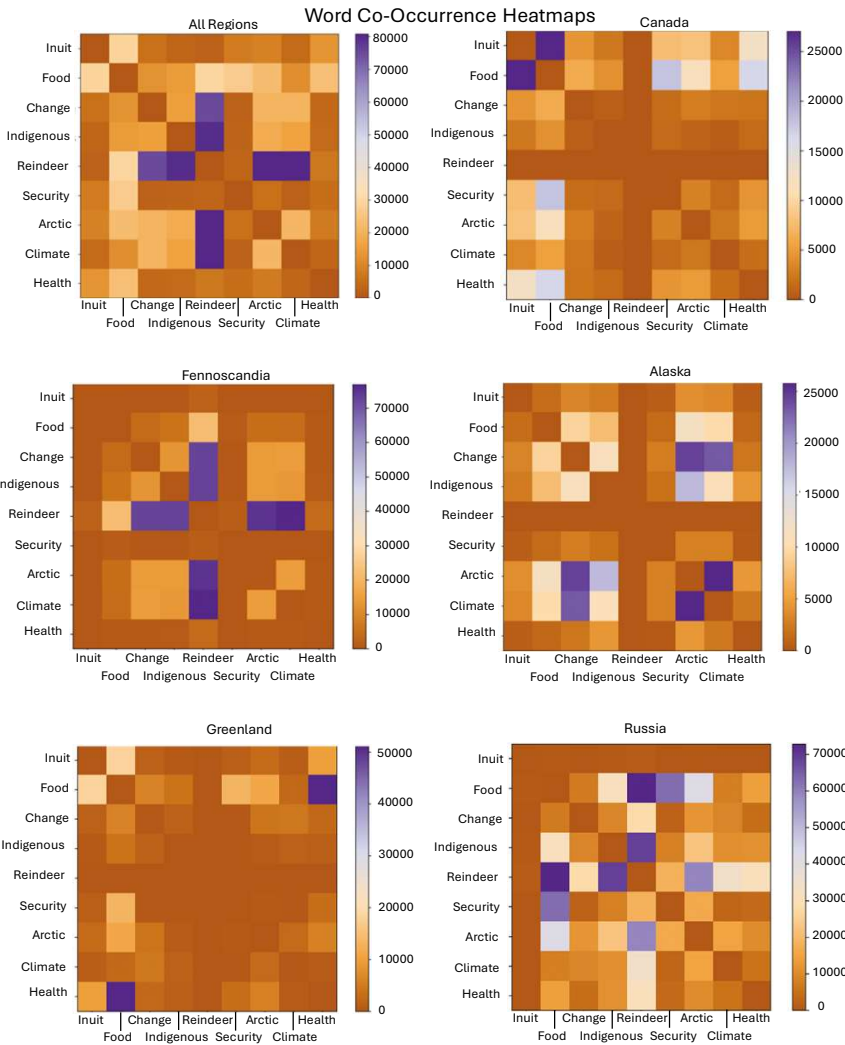 Word Co-Occurrence Heatmaps
All Regions
Inuit
Food
Change
Indigenous
Reindeer
Security
Arctic
Climate
Health
80000
70000
60000
50000
40000
30000
20000
10000
0
Inuit Change Reindeer Arctic Health
Food Indigenous Security Climate
Canada
Inuit
Food
Change
Indigenous
Reindeer
Security
Arctic
Climate
Health
25000
20000
15000
10000
5000
0
Inuit Change Reindeer Arctic Health
Food Indigenous Security Climate
Fennoscandia
Inuit
Food
Change
ndigenous
Reindeer
Security
Arctic
Climate
Health
70000
60000
50000
40000
30000
20000
10000
0
Inuit Change Reindeer Arctic Health
Food Indigenous Security Climate
Alaska
Inuit
Food
Change
Indigenous
Reindeer
Security
Arctic
Climate
Health
25000
20000
15000
10000
5000
0
Inuit Change Reindeer Arctic Health
Food Indigenous Security Climate
Greenland
Inuit
Food
Change
Indigenous
Reindeer
Security
Arctic
Climate
Health
50000
40000
30000
20000
10000
0
Inuit Change Reindeer Arctic Health
Food Indigenous Security Climate
Russia
Inuit
Food
Change
Indigenous
Reindeer
Security
Arctic
Climate
Health
70000
60000
50000
40000
30000
20000
10000
0
Inuit Change Reindeer Arctic Health
Food Indigenous Security Climate